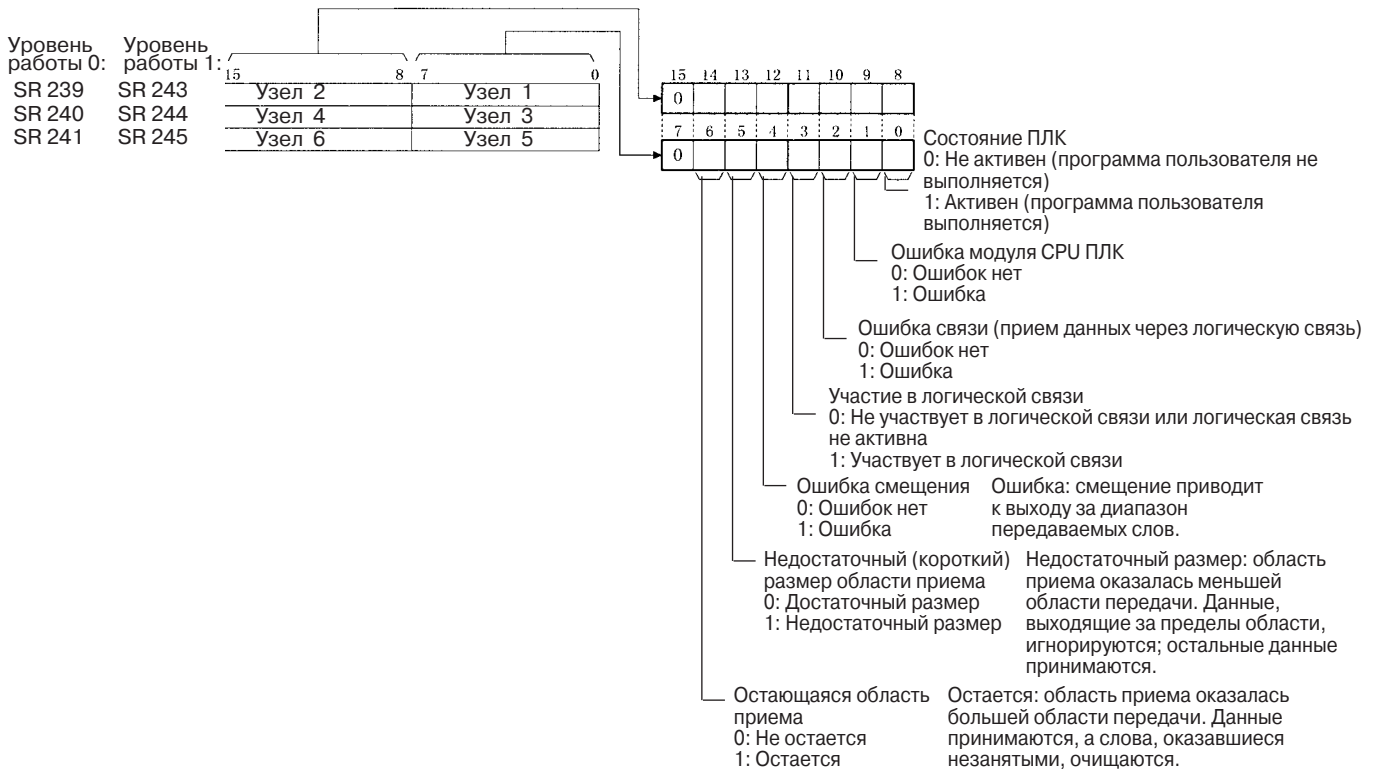 Уровень Уровень
работы 0: работы 1:
15 8 7 0
SR 239 SR 243 Узел 2 Узел 1
SR 240 SR 244 Узел 4 Узел 3
SR 241 SR 245 Узел 6 Узел 5
15 14 13 12 11 10 9 8
0
7 6 5 4 3 2 1 0
0
Состояние ПЛК
0: Не активен (программа пользователя не
выполняется)
1: Активен (программа пользователя
выполняется)
Ошибка модуля CPU ПЛК
0: Ошибок нет
1: Ошибка
Ошибка связи (прием данных через логическую связь)
0: Ошибок нет
1: Ошибка
Участие в логической связи
0: Не участвует в логической связи или логическая связь
не активна
1: Участвует в логической связи
Ошибка смещения
0: Ошибок нет
1: Ошибка
Ошибка: смещение приводит
к выходу за диапазон
передаваемых слов.
Недостаточный (короткий)
размер области приема
0: Достаточный размер
1: Недостаточный размер
Недостаточный размер: область
приема оказалась меньшей
области передачи. Данные,
выходящие за пределы области,
игнорируются; остальные данные
принимаются.
Остающаяся область
приема
0: Не остается
1: Остается
Остается: область приема оказалась
большей области передачи. Данные
принимаются, а слова, оказавшиеся
незанятыми, очищаются.